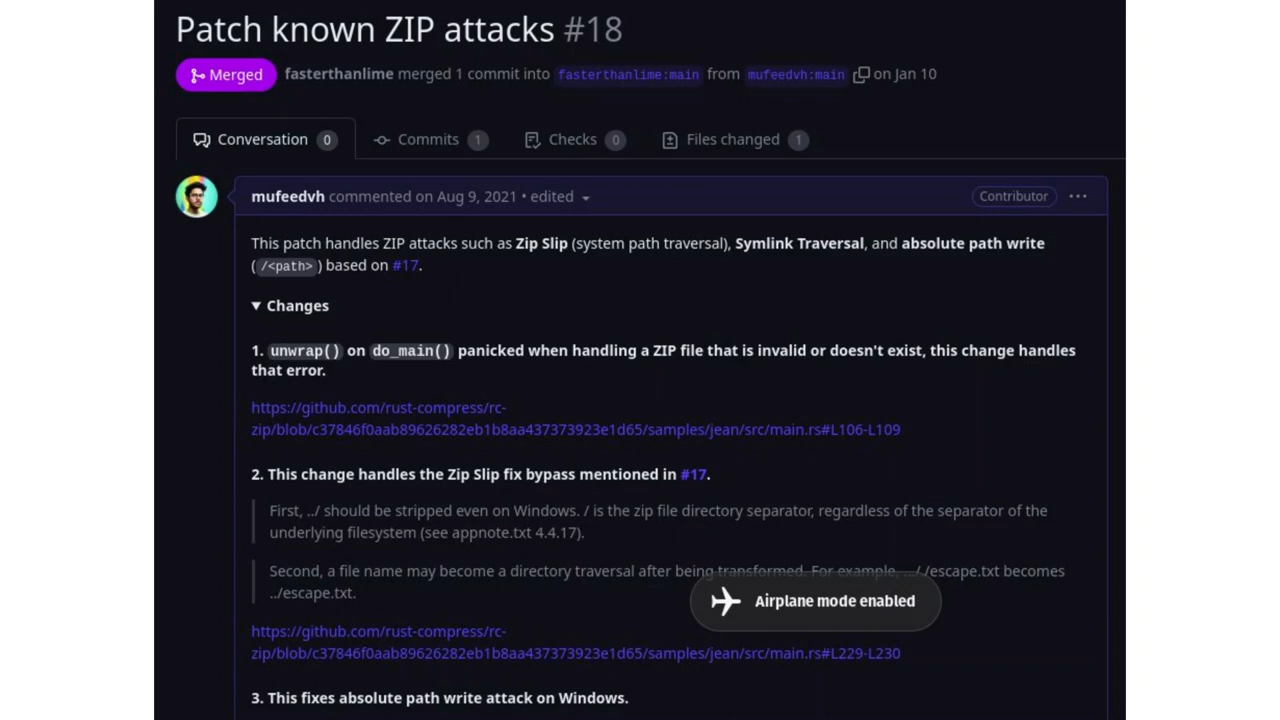 Patch known ZIP attacks #18
Merged fasterthanlime merged 1 commit into fasterthanlime:main from mufeedvh:main on Jan 10
Conversation 0 Commits 1 Checks 0 Files changed 1
mufeedvh commented on Aug 9, 2021 • edited Contributor ...
This patch handles ZIP attacks such as Zip Slip (system path traversal), Symlink Traversal, and absolute path write
( /<path> ) based on #17.
▼ Changes
1. unwrap() on do_main() panicked when handling a ZIP file that is invalid or doesn't exist, this change handles
that error.
https://github.com/rust-compress/rc-
zip/blob/c37846f0aab89626282eb1b8aa437373923e1d65/samples/jean/src/main.rs#L106-L109
2. This change handles the Zip Slip fix bypass mentioned in #17.
First, ../ should be stripped even on Windows. / is the zip file directory separator, regardless of the separator of the
underlying filesystem (see appnote.txt 4.4.17).
Second, a file name may become a directory traversal after being transformed. For example, /escape.txt becomes
../escape.txt.
Airplane mode enabled
https://github.com/rust-compress/rc-
zip/blob/c37846f0aab89626282eb1b8aa437373923e1d65/samples/jean/src/main.rs#L229-L230
3. This fixes absolute path write attack on Windows.